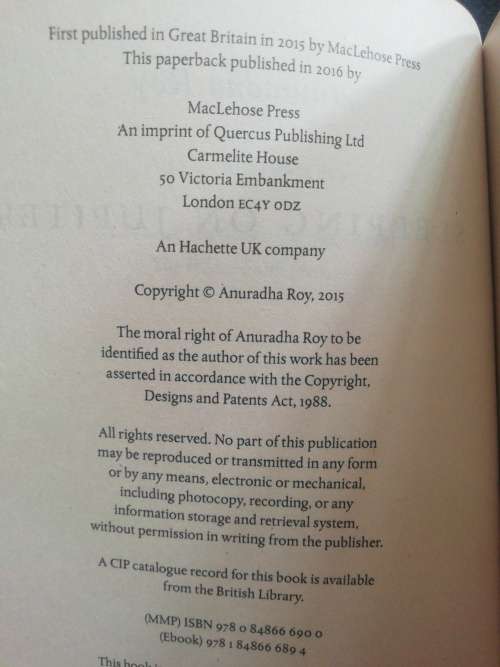 First published in Great Britain in 2015 by MacLehose Press
This paperback published in 2016 by
MacLehose Press
An imprint of Quercus Publishing Ltd
Carmelite House
50 Victoria Embankment
London EC4Y 0DZ
An Hachette UK company
Copyright © Anuradha Roy, 2015
The moral right of Anuradha Roy to be
identified as the author of this work has been
asserted in accordance with the Copyright,
Designs and Patents Act, 1988.
All rights reserved. No part of this publication
may be reproduced or transmitted in any form
or by any means, electronic or mechanical,
including photocopy, recording, or any
information storage and retrieval system,
without permission in writing from the publisher.
A CIP catalogue record for this book is available
from the British Library.
(MMP) ISBN 978 0 84866 690 0
(Ebook) 978 1 84866 689 4
This book